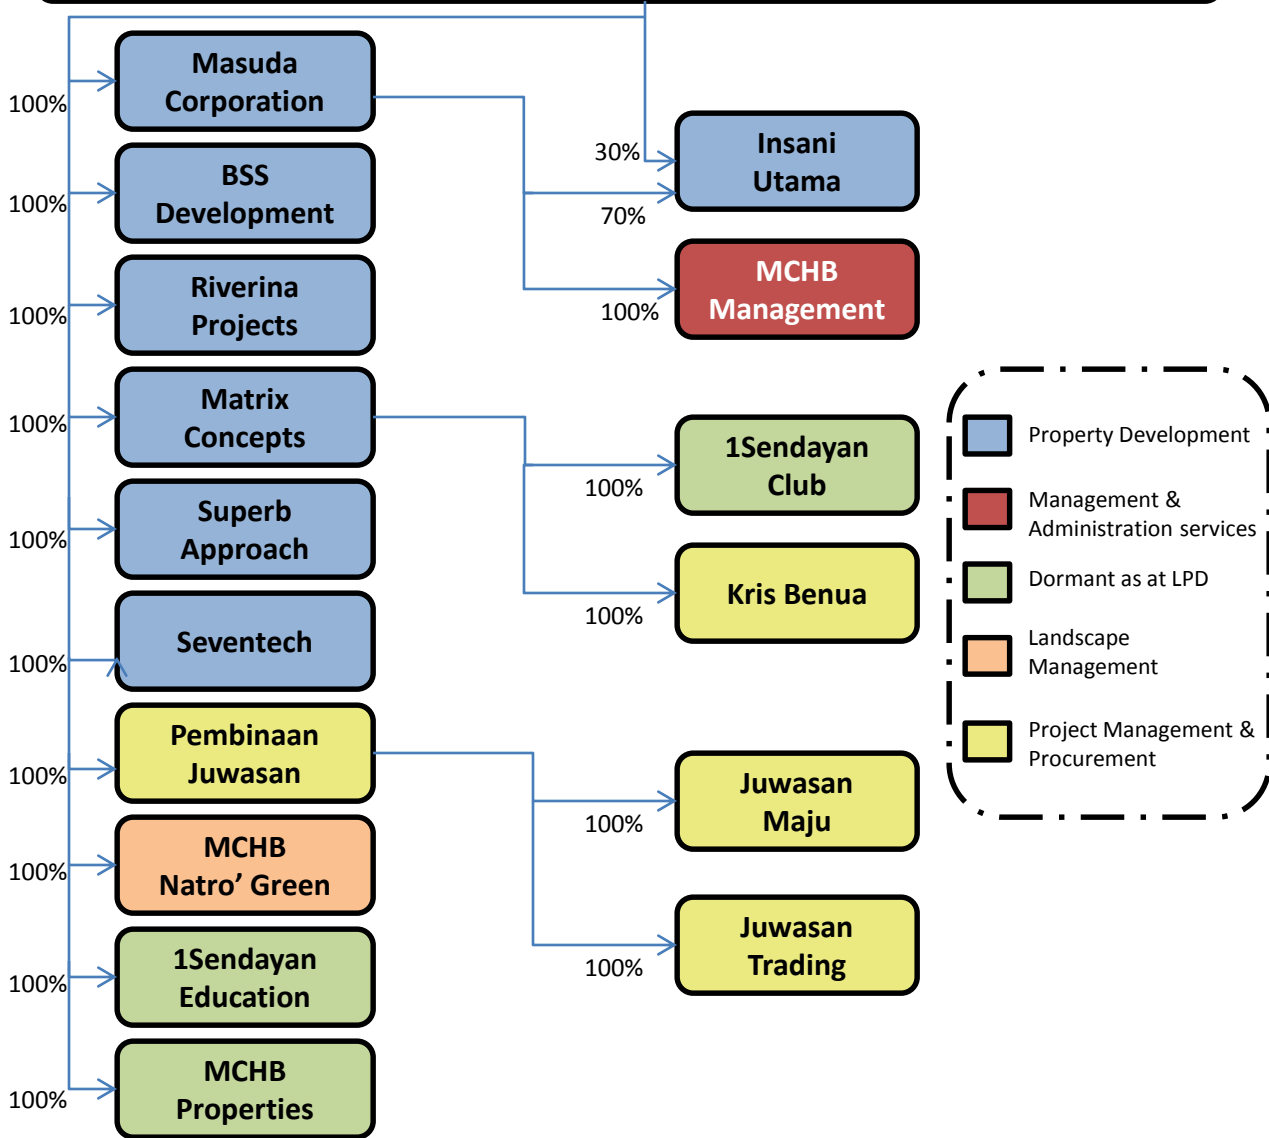 Masuda
Corporation
100%
BSS
Development
100%
Riverina
Projects
100%
Matrix
Concepts
100%
Superb
Approach
100%
Seventech
100%
Pembinaan
Juwasan
100%
MCHB
Natro’ Green
100%
1Sendayan
Education
100%
MCHB
Properties
100%
30%
Insani
Utama
70%
MCHB
Management
100%
1Sendayan
Club
100%
Kris Benua
100%
Juwasan
Maju
100%
Juwasan
Trading
100%
Property Development
Management &
Administration services
Dormant as at LPD
Landscape
Management
Project Management &
Procurement